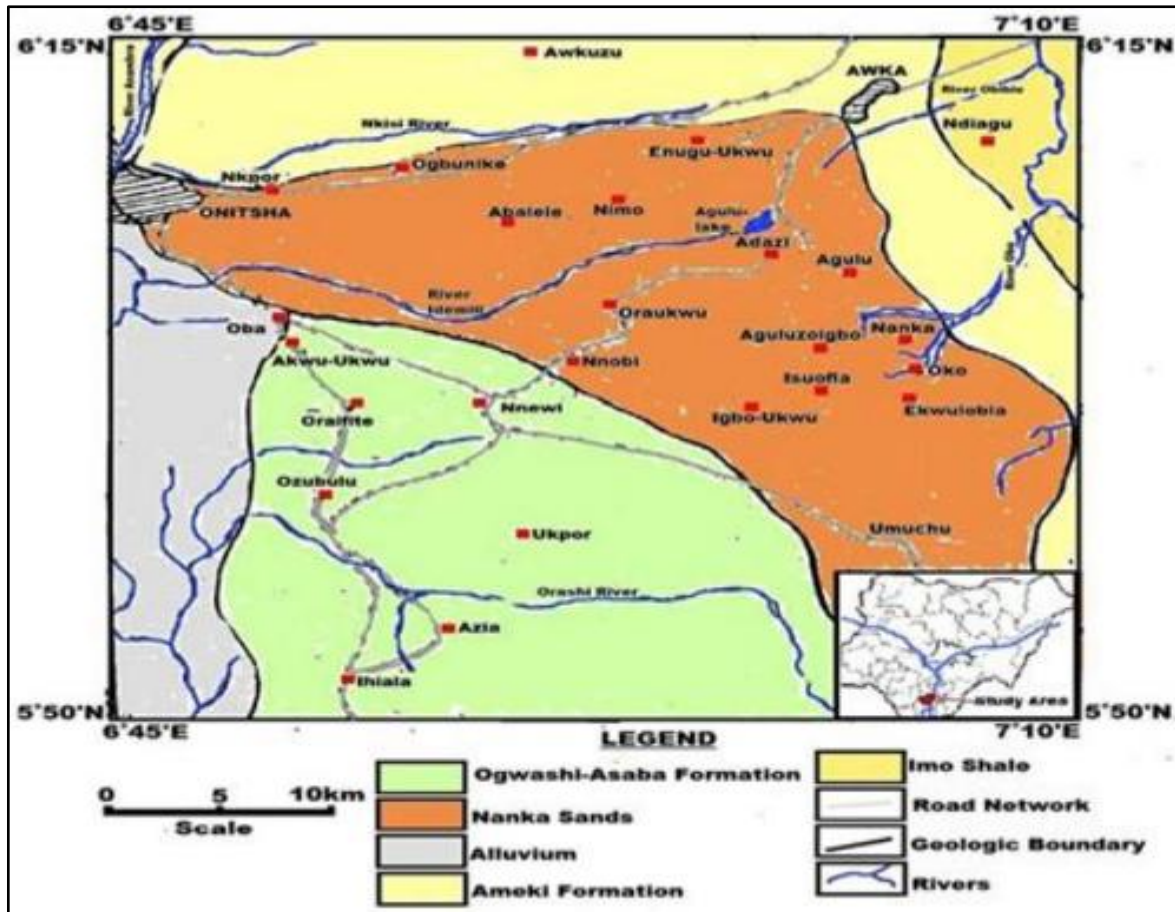 6˚45'E
7˚10'E
6˚15'N
6˚15'N
Awkuzu
AWKA
River Anambra
River Obibia
Nkisi River
Ndiagu
Enugu-Ukwu
Ogbunike
Nkpor
ONITSHA
Abalele
Nimo
Agulu-
lake
Adazi
Agulu
River
Idemili
Oraukwu
Oba
Aguluzoigbo
Nanka
Akwu-Ukwu
Nnobi
Oko
Isuofia
Oraifite
Nnewi
Igbo-Ukwu
Ekwulobia
Ozubulu
Ukpor
Umuchu
Orashi River
Azia
Ihiala
Study Area
5˚50'N
5˚50'N
6˚45'E
7˚10'E
LEGEND
Ogwashi-Asaba Formation
Imo Shale
0 5 10km
Scale
Nanka Sands
Road Network
Alluvium
Geologic Boundary
Ameki Formation
Rivers